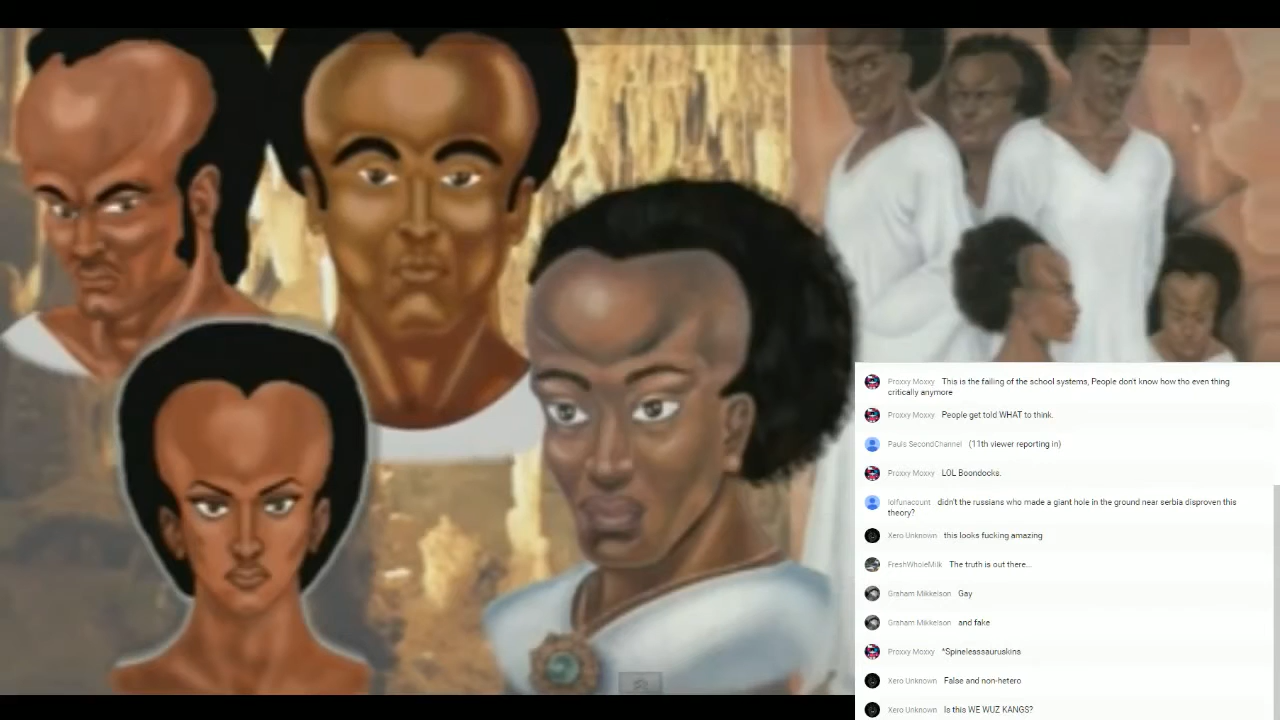 Proxxy Moxxy This is the failing of the school systems, People don't know how tho even thing
critically anymore
Proxxy Moxxy People get told WHAT to think.
Pauls SecondChannel (11th viewer reporting in)
Proxxy Moxxy LOL Boondocks.
lolfunacount didn't the russians who made a giant hole in the ground near serbia disproven this
theory?
Xero Unknown this looks fucking amazing
FreshWholeMilk The truth is out there...
Graham Mikkelson Gay
Graham Mikkelson and fake
Proxxy Moxxy *Spinelesssauruskins
Xero Unknown False and non-hetero
Xero Unknown Is this WE WUZ KANGS?